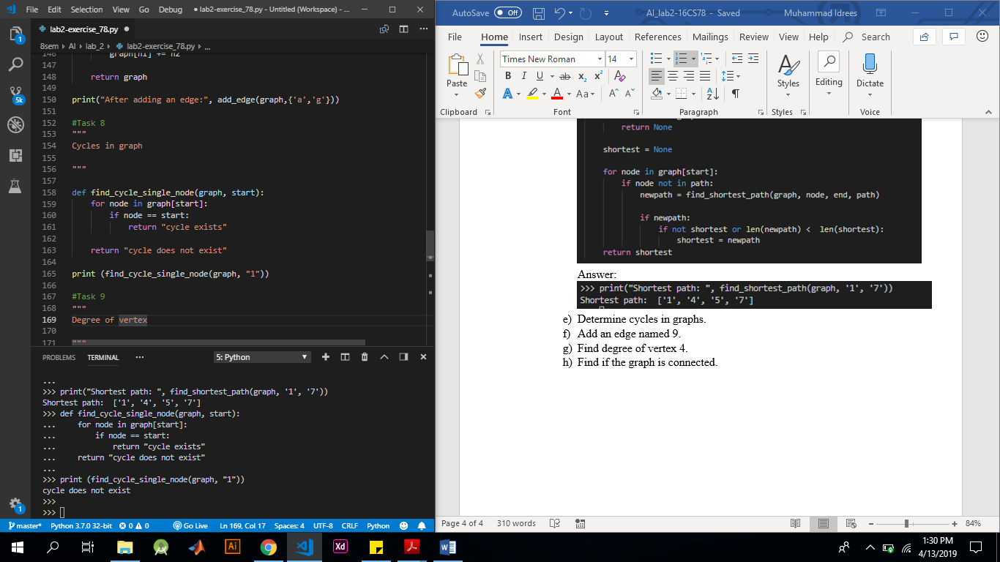 File Edit Selection View Go Debug ● lab2-exercise_78.py - Untitled (Workspace) - ...
lab2-exercise_78.py ●
8sem › AI › lab_2 › lab2-exercise_78.py › ...
146 graph[n1] += n2
147
148 return graph
149
150 print("After adding an edge:", add_edge(graph,{'a','g'}))
151
152 #Task 8
153 """
154 Cycles in graph
155
156 """
157
158 def find_cycle_single_node(graph, start):
159 for node in graph[start]:
160 if node == start:
161 return "cycle exists"
162
163 return "cycle does not exist"
164
165 print (find_cycle_single_node(graph, "1"))
166
167 #Task 9
168 """
169 Degree of vertex
170
171 """
PROBLEMS TERMINAL ... 5: Python
...
>>> print("Shortest path: ", find_shortest_path(graph, '1', '7'))
Shortest path:  ['1', '4', '5', '7']
>>> def find_cycle_single_node(graph, start):
... for node in graph[start]:
... if node == start:
... return "cycle exists"
... return "cycle does not exist"
...
>>> print (find_cycle_single_node(graph, "1"))
cycle does not exist
>>>
>>>
1
5k
1
master* Python 3.7.0 32-bit 0 0 Go Live Ln 169, Col 17 Spaces: 4 UTF-8 CRLF Python
AutoSave Off AI_lab2-16CS78 - Saved Muhammad Idrees
File Home Insert Design Layout References Mailings Review View Help Search
Times New Roman 14
Paste B I U ab x₂ x² Styles Editing Dictate
A A Aa A A
Clipboard Font Paragraph Styles Voice
return None
shortest = None
for node in graph[start]:
if node not in path:
newpath = find_shortest_path(graph, node, end, path)
if newpath:
if not shortest or len(newpath) <  len(shortest):
shortest = newpath
return shortest
Answer:
>>> print("Shortest path: ", find_shortest_path(graph, '1', '7'))
Shortest path:  ['1', '4', '5', '7']
e) Determine cycles in graphs.
f) Add an edge named 9.
g) Find degree of vertex 4.
h) Find if the graph is connected.
Page 4 of 4 310 words 84%
Ai Xd 1:30 PM
4/13/2019